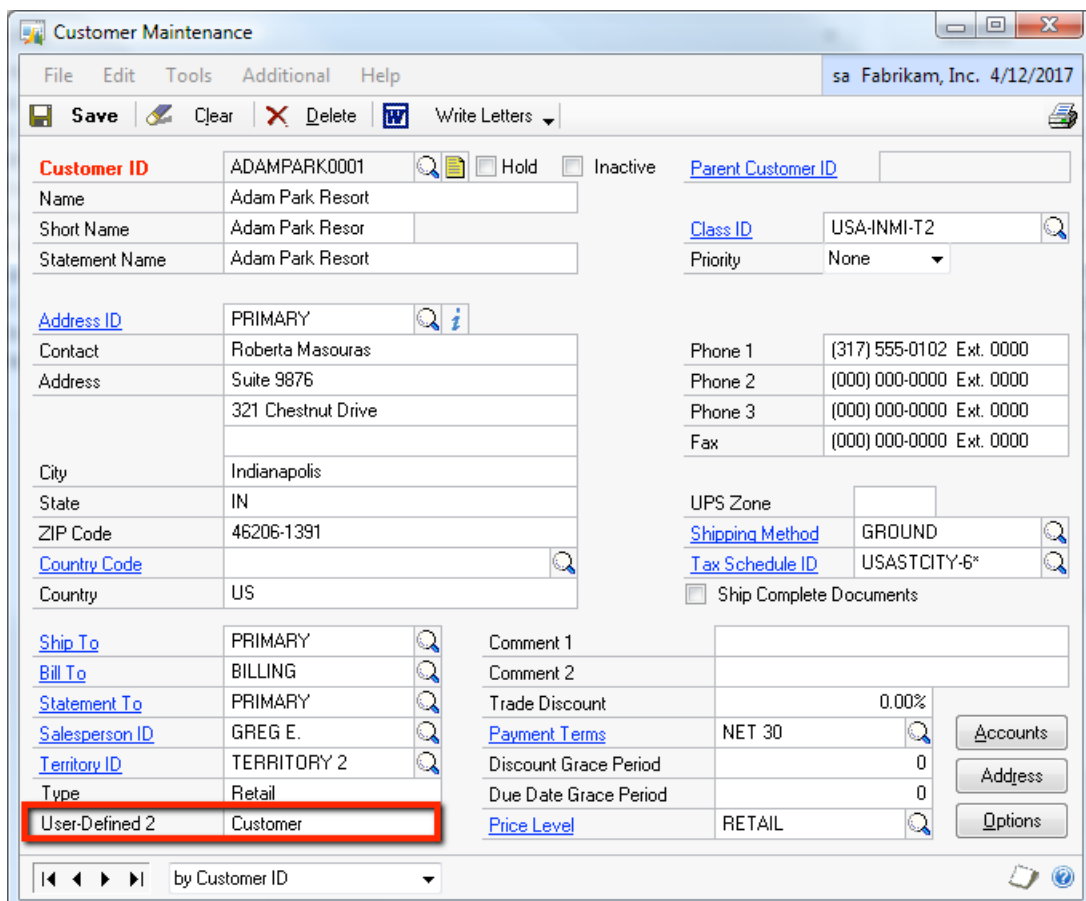 Customer Maintenance
File Edit Tools Additional Help sa Fabrikam, Inc. 4/12/2017
Save Clear Delete W Write Letters
Customer ID ADAMPARK0001 Hold Inactive Parent Customer ID
Name Adam Park Resort
Short Name Adam Park Resor Class ID USA-INMI-T2
Statement Name Adam Park Resort Priority None
Address ID PRIMARY i
Contact Roberta Masouras Phone 1 (317) 555-0102 Ext. 0000
Address Suite 9876 Phone 2 (000) 000-0000 Ext. 0000
321 Chestnut Drive Phone 3 (000) 000-0000 Ext. 0000
Fax (000) 000-0000 Ext. 0000
City Indianapolis
State IN UPS Zone
ZIP Code 46206-1391 Shipping Method GROUND
Country Code Tax Schedule ID USASTCITY-6*
Country US Ship Complete Documents
Ship To PRIMARY Comment 1
Bill To BILLING Comment 2
Statement To PRIMARY Trade Discount 0.00%
Salesperson ID GREG E. Payment Terms NET 30 Accounts
Territory ID TERRITORY 2 Discount Grace Period 0 Address
Type Retail Due Date Grace Period 0
User-Defined 2 Customer Price Level RETAIL Options
by Customer ID ?